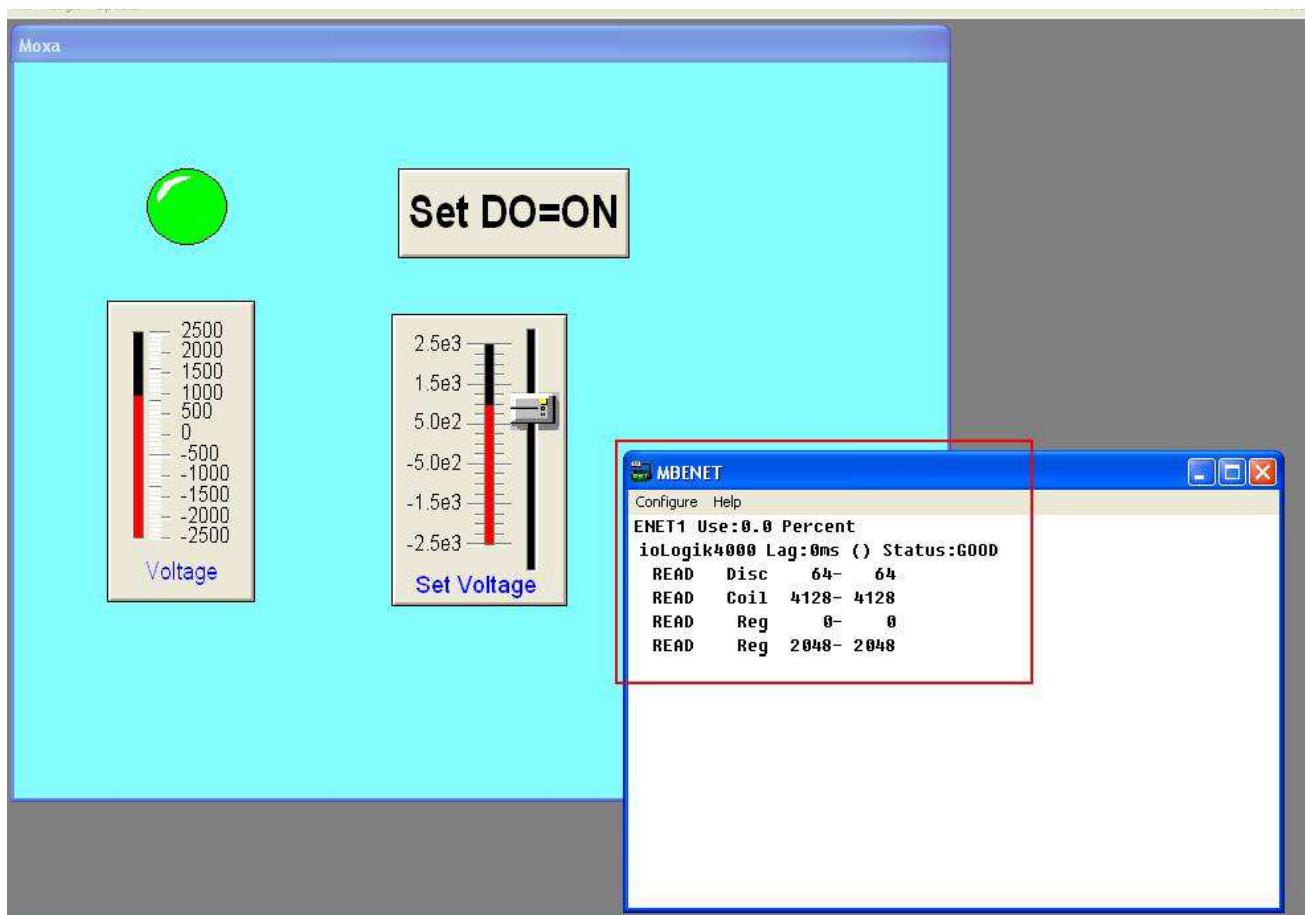 Moxa
Set DO=ON
2500
2000
1500
1000
500
0
-500
-1000
-1500
-2000
-2500
Voltage
2.5e3
1.5e3
5.0e2
-5.0e2
-1.5e3
-2.5e3
Set Voltage
MBENET
Configure Help
ENET1 Use:0.0 Percent
ioLogik4000 Lag:0ms () Status:GOOD
READ Disc 64- 64
READ Coil 4128- 4128
READ Reg 0- 0
READ Reg 2048- 2048